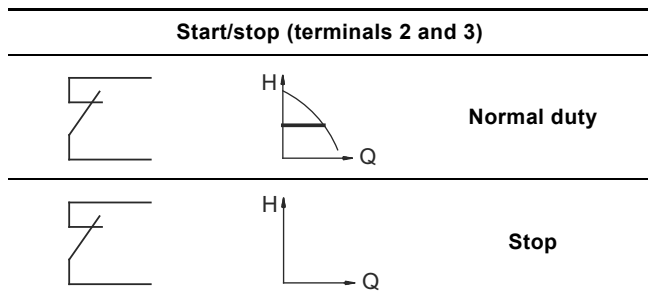 Start/stop (terminals 2 and 3)
H
Q
Normal duty
H
Q
Stop